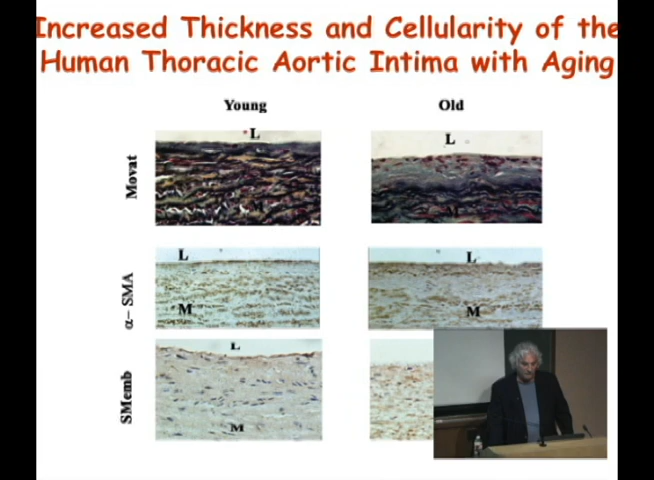 Increased Thickness and Cellularity of the
Human Thoracic Aortic Intima with Aging
Young
Old
Movat
L
M
L
M
α- SMA
L
M
L
M
SMemb
L
M